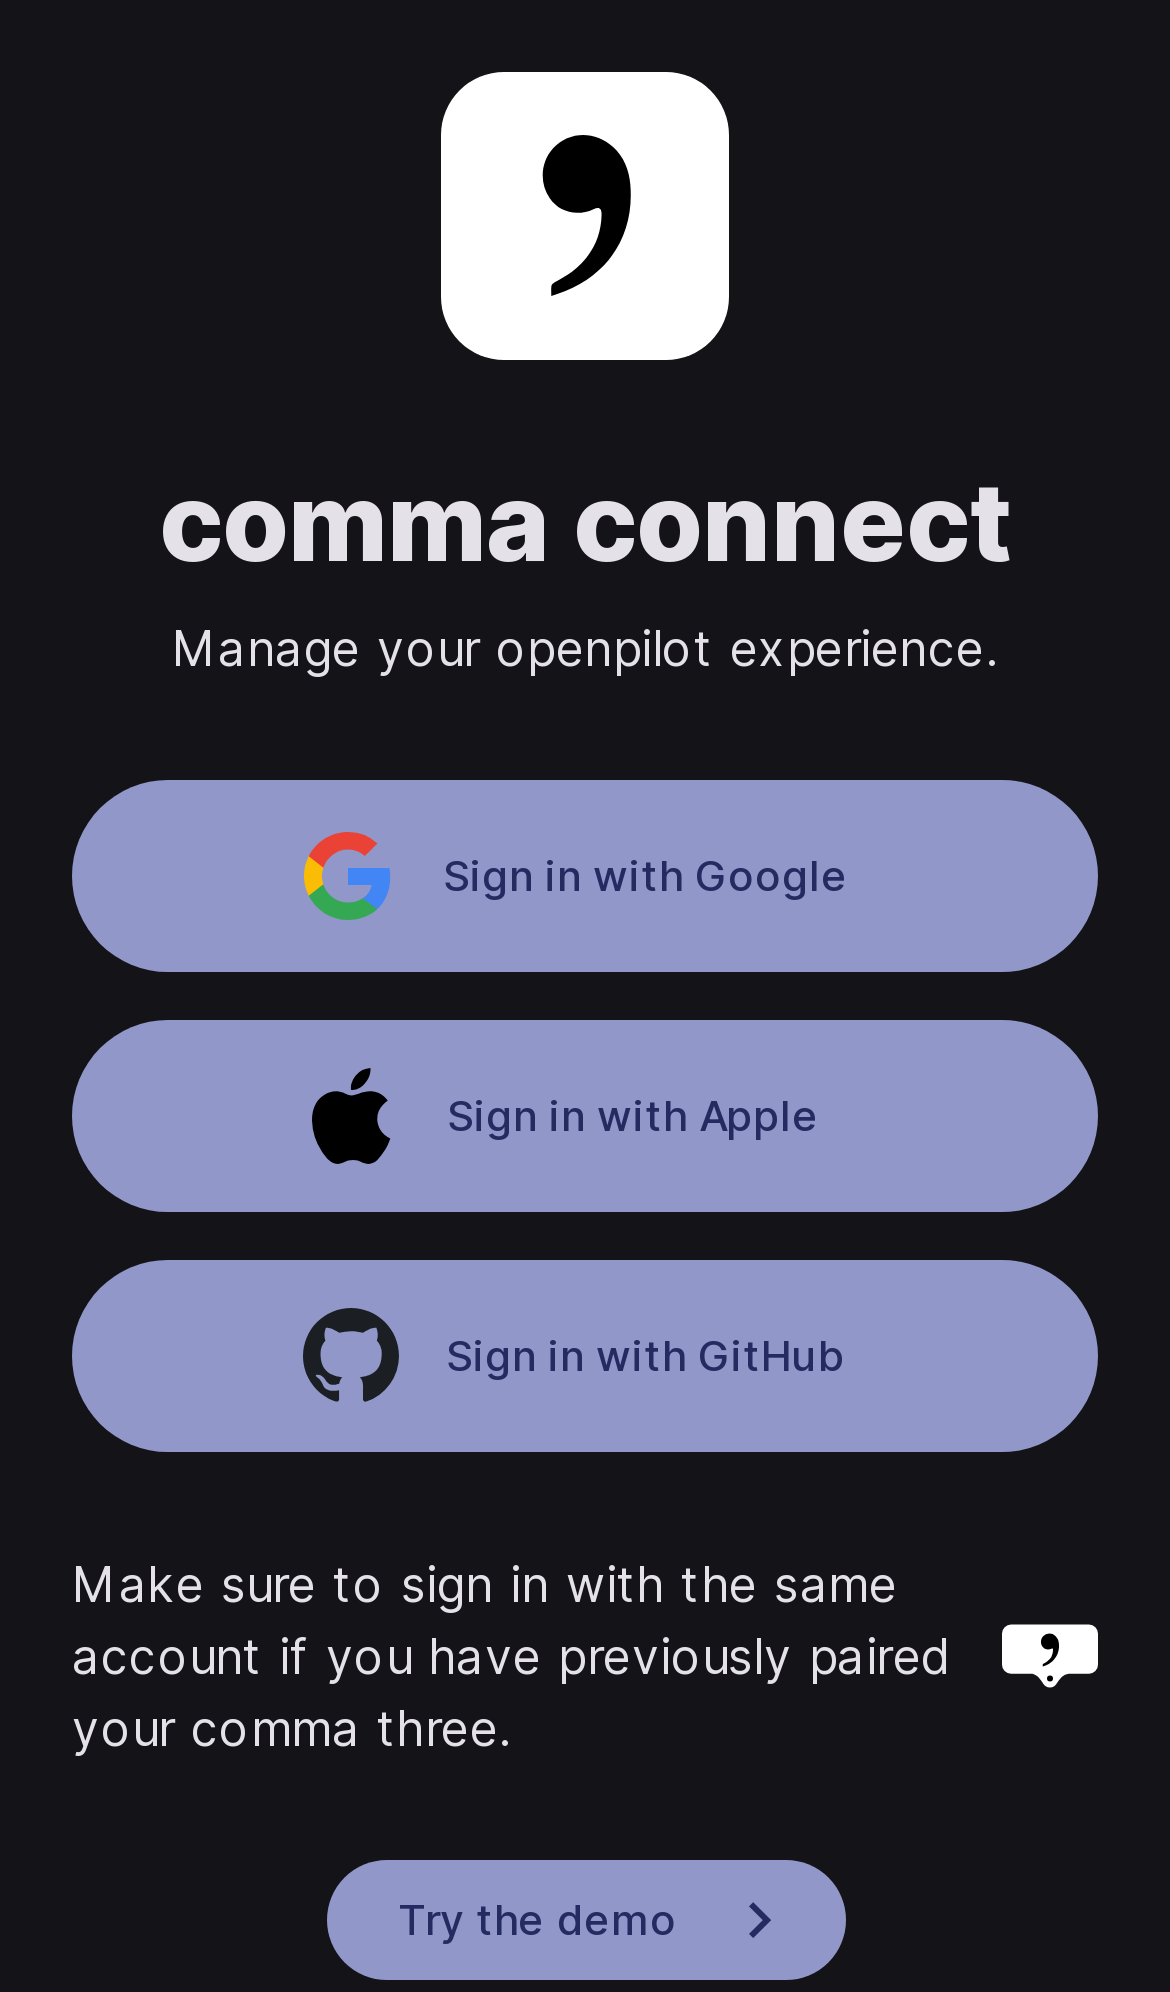 comma connect
Manage your openpilot experience.
Sign in with Google
Sign in with Apple
Sign in with GitHub
Make sure to sign in with the same
account if you have previously paired
your comma three.
Try the demo